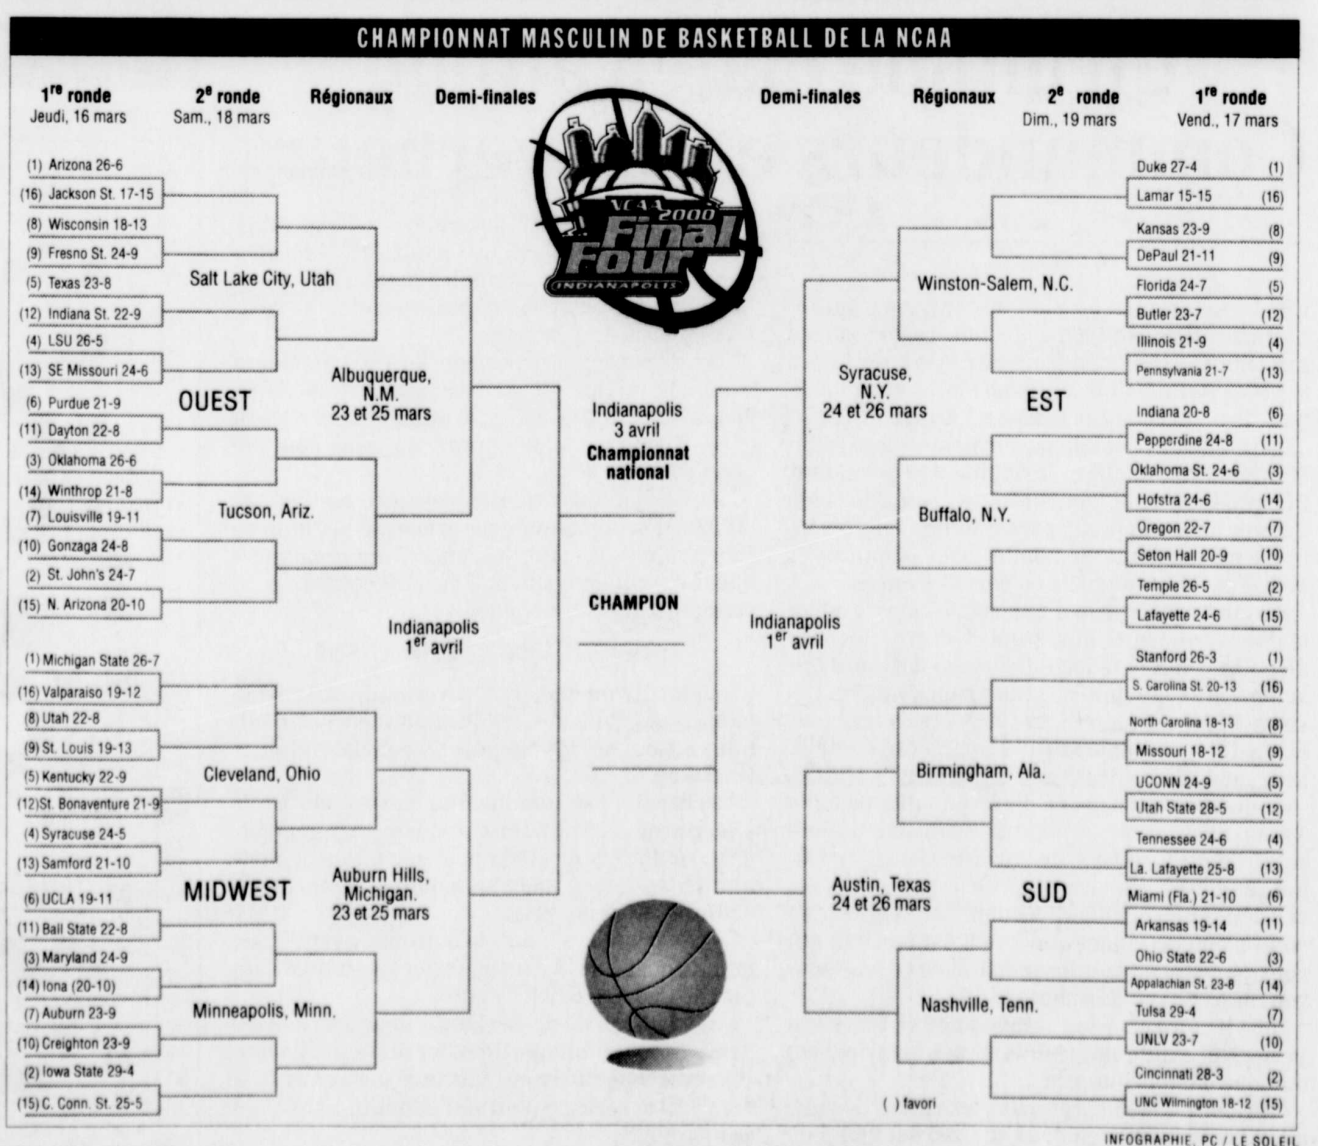 CHAMPIONNAT MASCULIN DE BASKETBALL DE LA NCAA
1re ronde
Jeudi, 16 mars
2e ronde
Sam., 18 mars
Régionaux
Demi-finales
Demi-finales
Régionaux
2e ronde
Dim., 19 mars
1re ronde
Vend., 17 mars
NCAA 2000
Final
Four
INDIANAPOLIS
(1) Arizona 26-6
(16) Jackson St. 17-15
(8) Wisconsin 18-13
(9) Fresno St. 24-9
(5) Texas 23-8
(12) Indiana St. 22-9
(4) LSU 26-5
(13) SE Missouri 24-6
(6) Purdue 21-9
(11) Dayton 22-8
(3) Oklahoma 26-6
(14) Winthrop 21-8
(7) Louisville 19-11
(10) Gonzaga 24-8
(2) St. John's 24-7
(15) N. Arizona 20-10
Salt Lake City, Utah
OUEST
Tucson, Ariz.
Albuquerque,
N.M.
23 et 25 mars
(1) Michigan State 26-7
(16) Valparaiso 19-12
(8) Utah 22-8
(9) St. Louis 19-13
(5) Kentucky 22-9
(12) St. Bonaventure 21-9
(4) Syracuse 24-5
(13) Samford 21-10
(6) UCLA 19-11
(11) Ball State 22-8
(3) Maryland 24-9
(14) Iona (20-10)
(7) Auburn 23-9
(10) Creighton 23-9
(2) Iowa State 29-4
(15) C. Conn. St. 25-5
Cleveland, Ohio
MIDWEST
Minneapolis, Minn.
Auburn Hills,
Michigan.
23 et 25 mars
Indianapolis
1er avril
Indianapolis
3 avril
Championnat
national
CHAMPION
Indianapolis
1er avril
Duke 27-4 (1)
Lamar 15-15 (16)
Kansas 23-9 (8)
DePaul 21-11 (9)
Florida 24-7 (5)
Butler 23-7 (12)
Illinois 21-9 (4)
Pennsylvania 21-7 (13)
Indiana 20-8 (6)
Pepperdine 24-8 (11)
Oklahoma St. 24-6 (3)
Hofstra 24-6 (14)
Oregon 22-7 (7)
Seton Hall 20-9 (10)
Temple 26-5 (2)
Lafayette 24-6 (15)
Winston-Salem, N.C.
EST
Buffalo, N.Y.
Syracuse,
N.Y.
24 et 26 mars
Stanford 26-3 (1)
S. Carolina St. 20-13 (16)
North Carolina 18-13 (8)
Missouri 18-12 (9)
UCONN 24-9 (5)
Utah State 28-5 (12)
Tennessee 24-6 (4)
La. Lafayette 25-8 (13)
Miami (Fla.) 21-10 (6)
Arkansas 19-14 (11)
Ohio State 22-6 (3)
Appalachian St. 23-8 (14)
Tulsa 29-4 (7)
UNLV 23-7 (10)
Cincinnati 28-3 (2)
UNC Wilmington 18-12 (15)
Birmingham, Ala.
SUD
Nashville, Tenn.
Austin, Texas
24 et 26 mars
( ) favori
INFOGRAPHIE, PC / LE SOLEIL